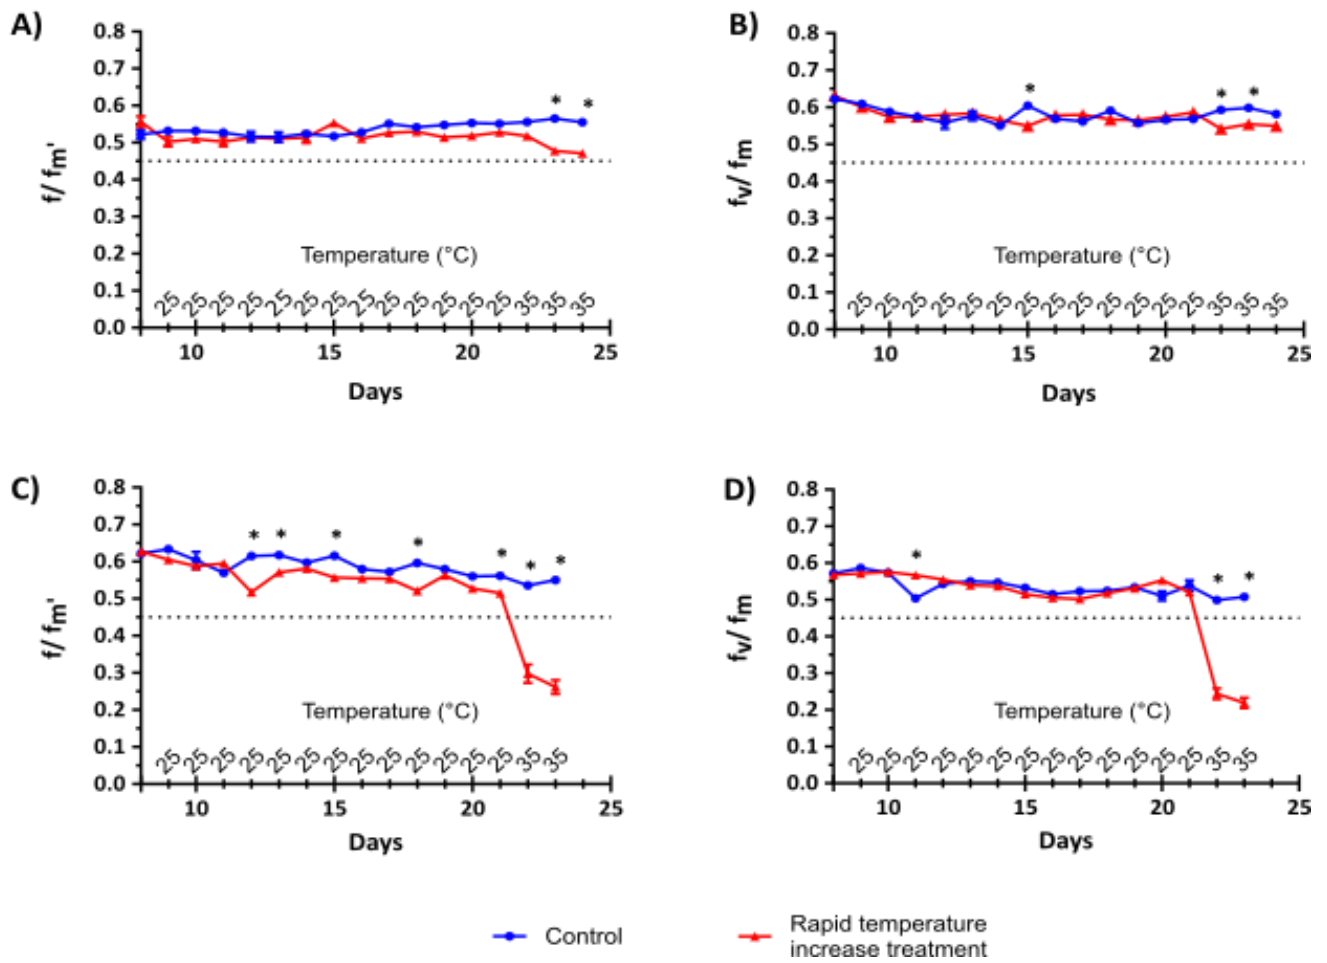 A)
0.8
0.7
0.6
0.5
0.4
0.3
0.2
0.1
0.0
f/ fm'
* *
Temperature (°C)
25 25 25 25 25 25 25 25 25 25 25 25 25 35 35 35
10 15 20 25
Days
B)
0.8
0.7
0.6
0.5
0.4
0.3
0.2
0.1
0.0
fv/ fm
* * *
Temperature (°C)
25 25 25 25 25 25 25 25 25 25 25 25 25 35 35 35
10 15 20 25
Days
C)
0.8
0.7
0.6
0.5
0.4
0.3
0.2
0.1
0.0
f/ fm'
* * * * * * *
Temperature (°C)
25 25 25 25 25 25 25 25 25 25 25 25 25 35 35
10 15 20 25
Days
D)
0.8
0.7
0.6
0.5
0.4
0.3
0.2
0.1
0.0
fv/ fm
* * *
Temperature (°C)
25 25 25 25 25 25 25 25 25 25 25 25 25 35 35
10 15 20 25
Days
Control
Rapid temperature
increase treatment